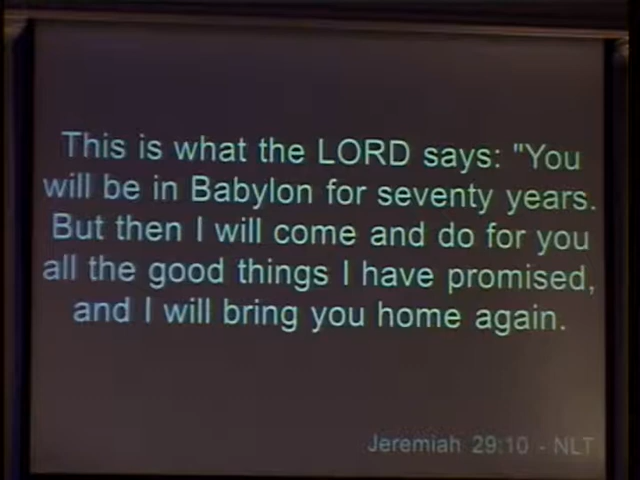 This is what the LORD says: "You
will be in Babylon for seventy years.
But then I will come and do for you
all the good things I have promised,
and I will bring you home again.
Jeremiah 29:10 - NLT